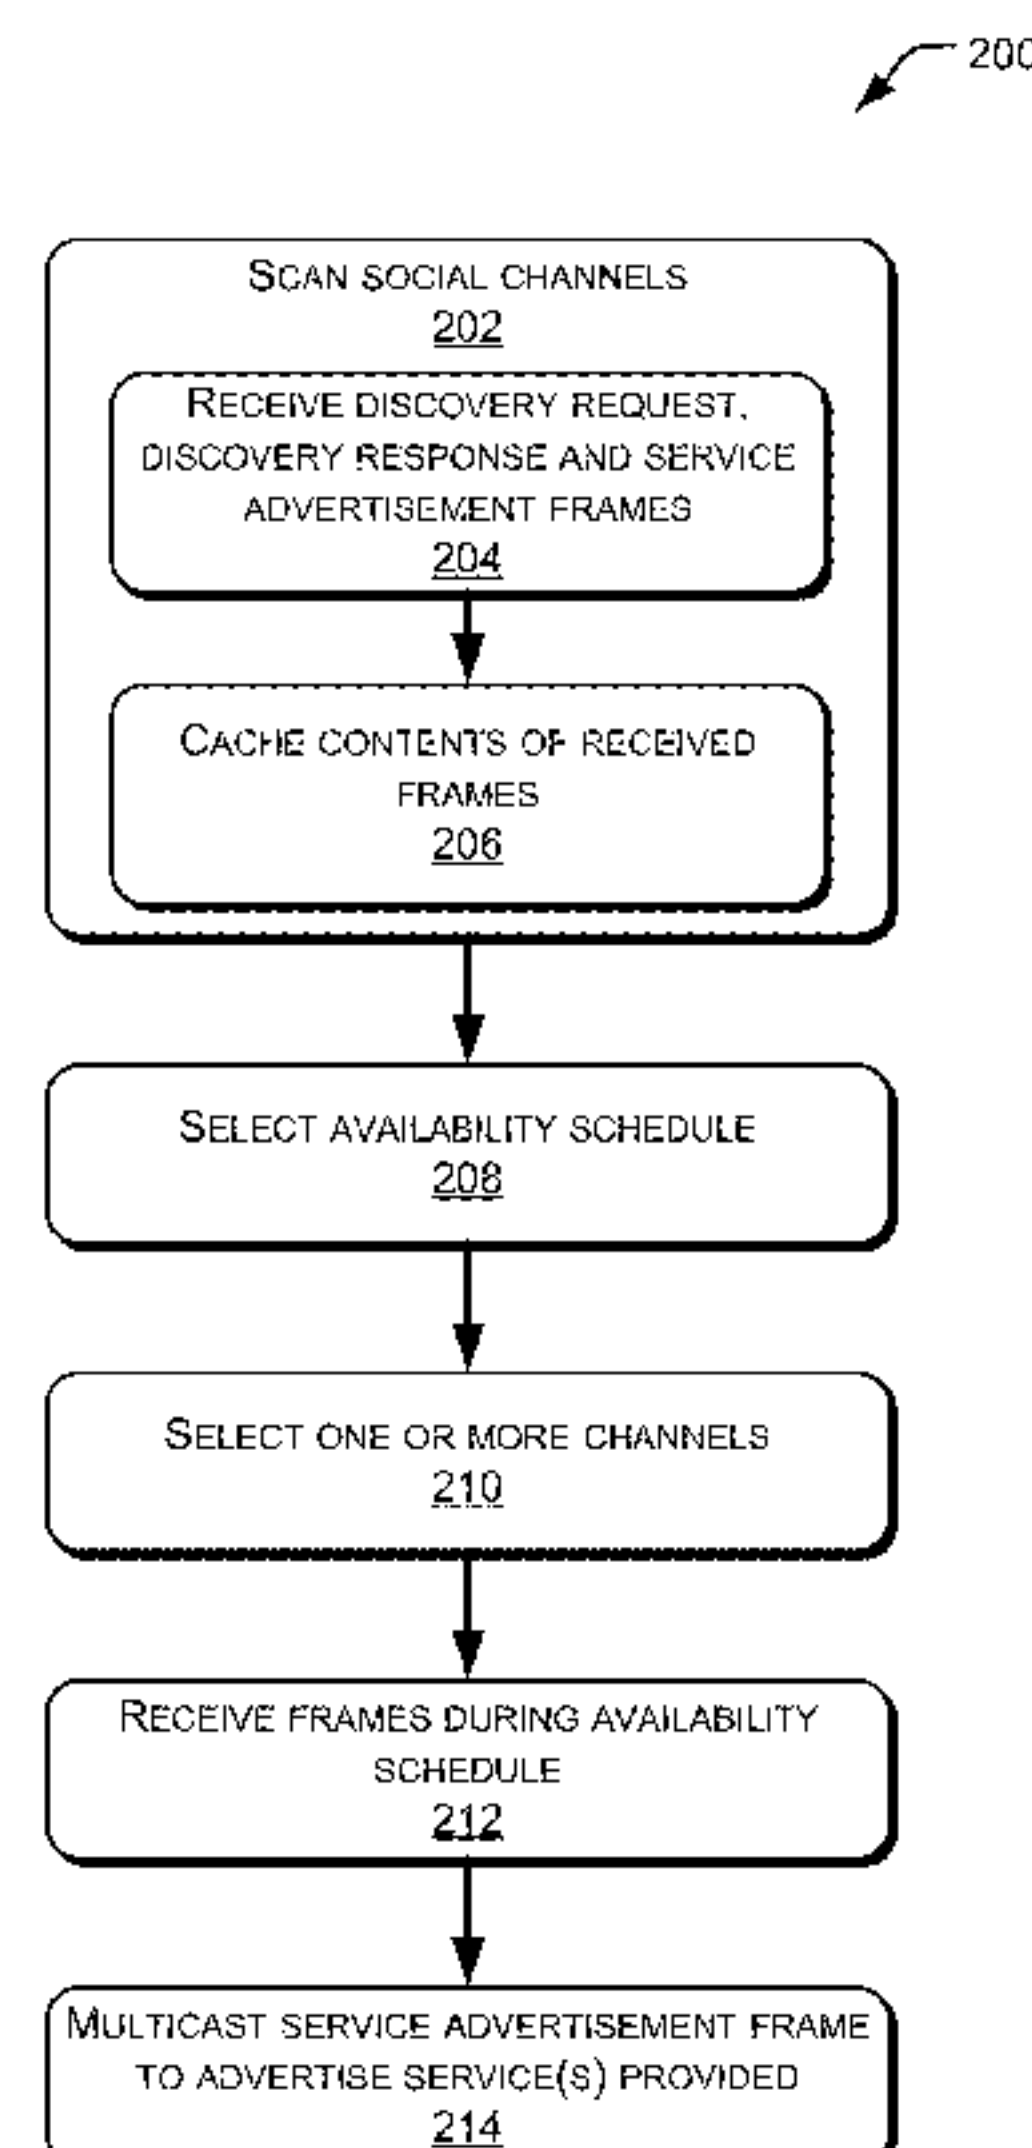 200
SCAN SOCIAL CHANNELS
202
RECEIVE DISCOVERY REQUEST,
DISCOVERY RESPONSE AND SERVICE
ADVERTISEMENT FRAMES
204
CACHE CONTENTS OF RECEIVED
FRAMES
206
SELECT AVAILABILITY SCHEDULE
208
SELECT ONE OR MORE CHANNELS
210
RECEIVE FRAMES DURING AVAILABILITY
SCHEDULE
212
MULTICAST SERVICE ADVERTISEMENT FRAME
TO ADVERTISE SERVICE(S) PROVIDED
214